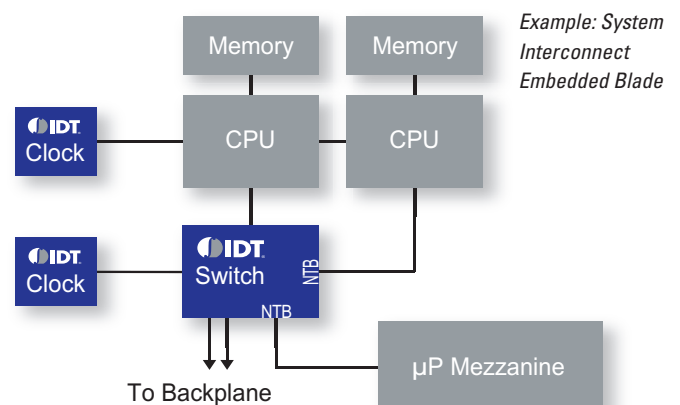 Memory
Memory
Example: System
Interconnect
Embedded Blade
IDT.
Clock
CPU
CPU
IDT.
Clock
IDT.
Switch
NTB
NTB
µP Mezzanine
To Backplane